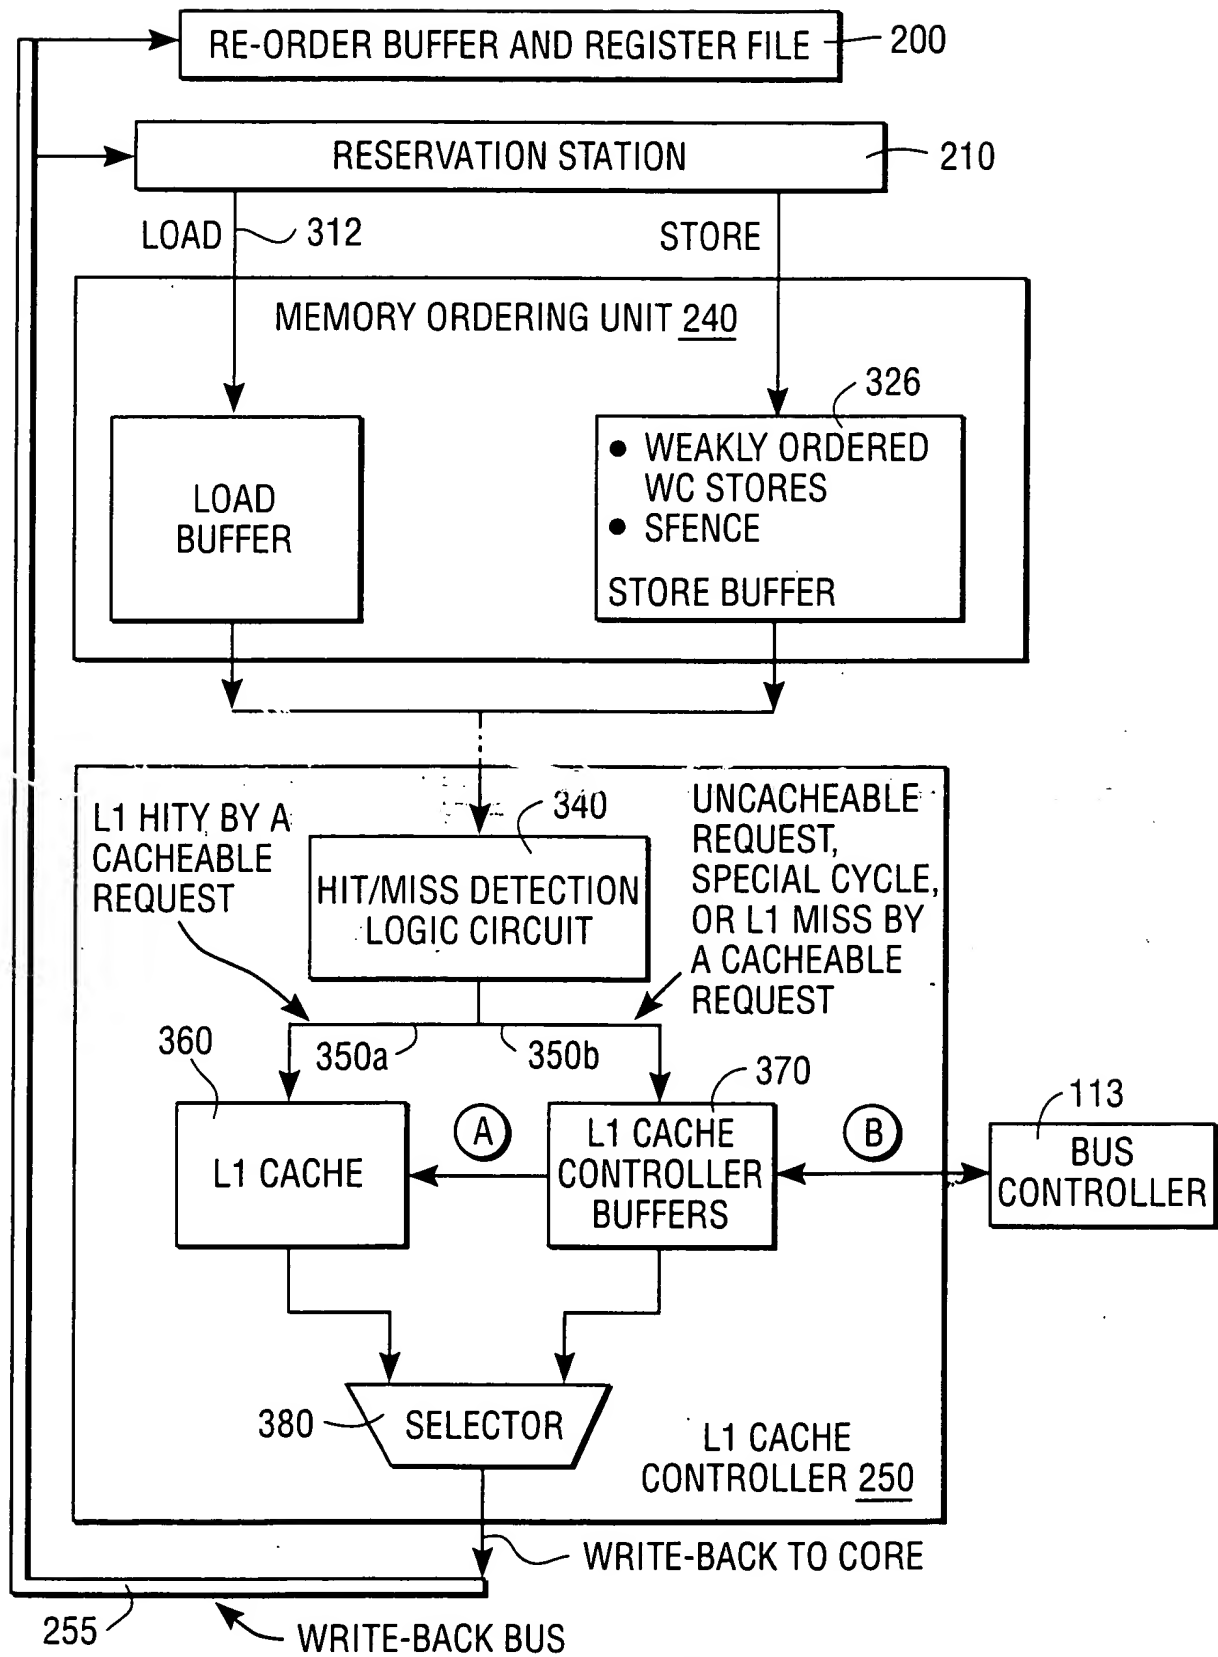 RE-ORDER BUFFER AND REGISTER FILE
200
RESERVATION STATION
210
LOAD
312
STORE
MEMORY ORDERING UNIT 240
326
LOAD
BUFFER
● WEAKLY ORDERED
WC STORES
● SFENCE
STORE BUFFER
L1 HITY BY A
CACHEABLE
REQUEST
340
HIT/MISS DETECTION
LOGIC CIRCUIT
UNCACHEABLE
REQUEST,
SPECIAL CYCLE,
OR L1 MISS BY
A CACHEABLE
REQUEST
350a
350b
360
L1 CACHE
A
370
L1 CACHE
CONTROLLER
BUFFERS
B
113
BUS
CONTROLLER
380
SELECTOR
L1 CACHE
CONTROLLER 250
WRITE-BACK TO CORE
255
WRITE-BACK BUS